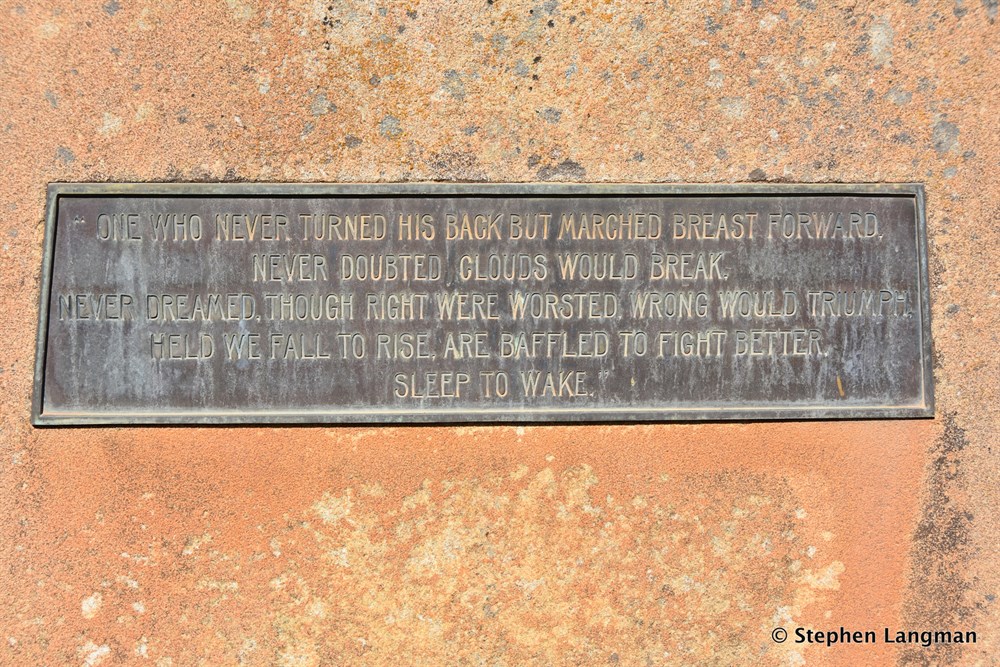 " ONE WHO NEVER TURNED HIS BACK BUT MARCHED BREAST FORWARD,
NEVER DOUBTED CLOUDS WOULD BREAK,
NEVER DREAMED, THOUGH RIGHT WERE WORSTED, WRONG WOULD TRIUMPH,
HELD WE FALL TO RISE, ARE BAFFLED TO FIGHT BETTER,
SLEEP TO WAKE."
© Stephen Langman